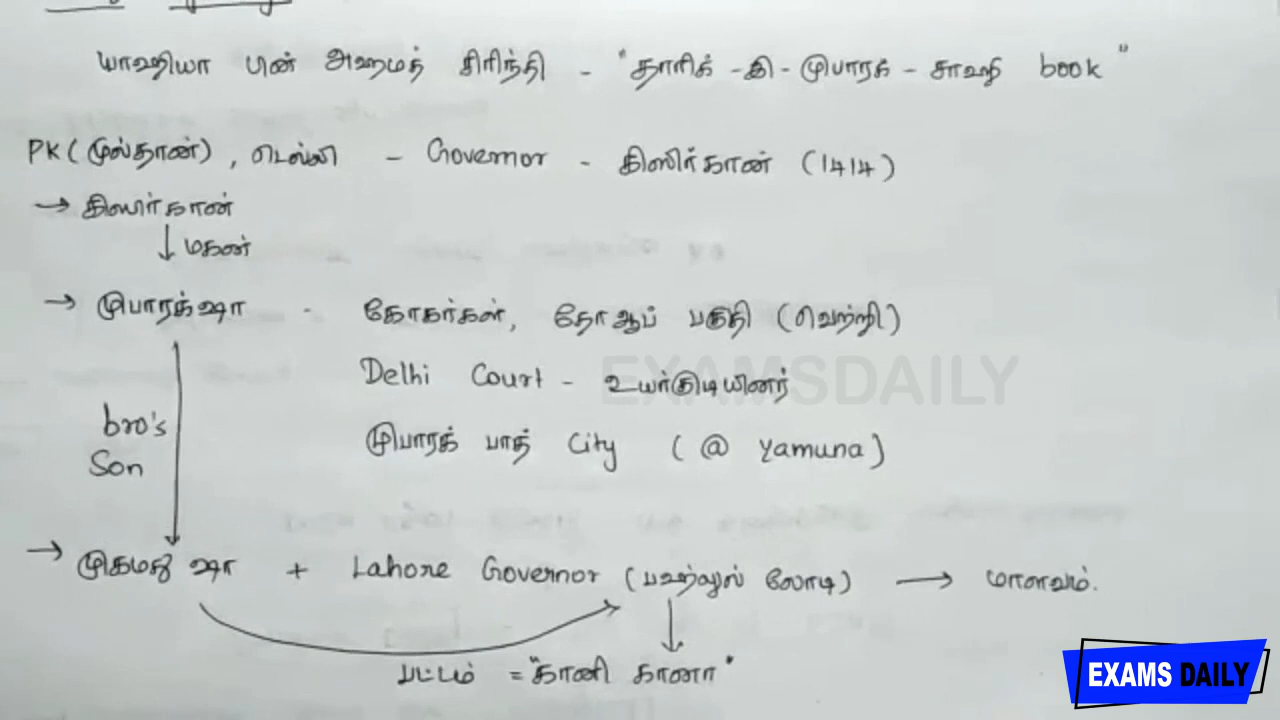 யாஹியா பின் அஹமத் சிரிந்தி - "தாரிக் -இ - முபாரக் - சாஹி book"
PK (முல்தான்), டெல்லி - Governor - கிஸிர்கான் (1414)
→ கிஸிர்கான்
↓ மகன்
→ முபாரக்ஷா - கோகர்கள், தோஆப் பகுதி (வெற்றி)
Delhi Court - உயர்குடியினர்
bro's
முபாரக் பாத் City (@ Yamuna)
Son
→ முகமது ஷா + Lahore Governor (பஹ்லுல் லோடி) → மாளவம்.
பட்டம் = "கானி கானா"
EXAMSDAILY
EXAMS DAILY